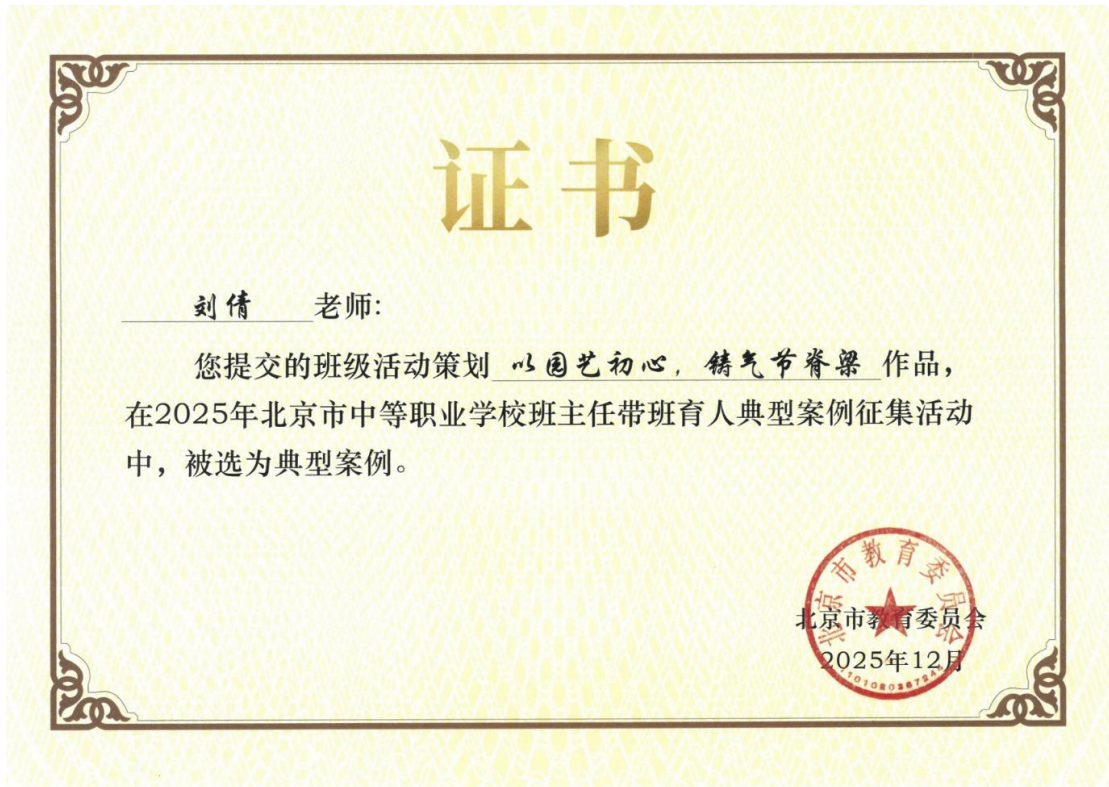 证书
刘倩 老师:
您提交的班级活动策划 以园艺初心，铸气节脊梁 作品，
在2025年北京市中等职业学校班主任带班育人典型案例征集活动
中，被选为典型案例。
北京市教育委员会
北京市教育委员会
2025年12月